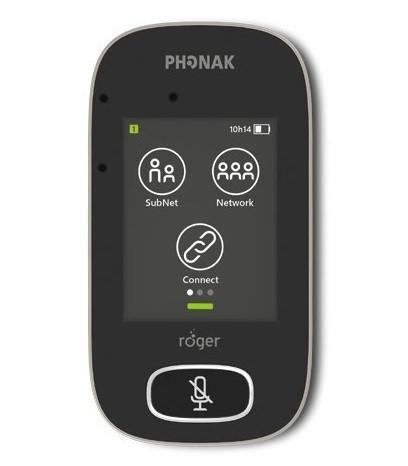 PHONAK
1 10h14
SubNet Network
Connect
roger